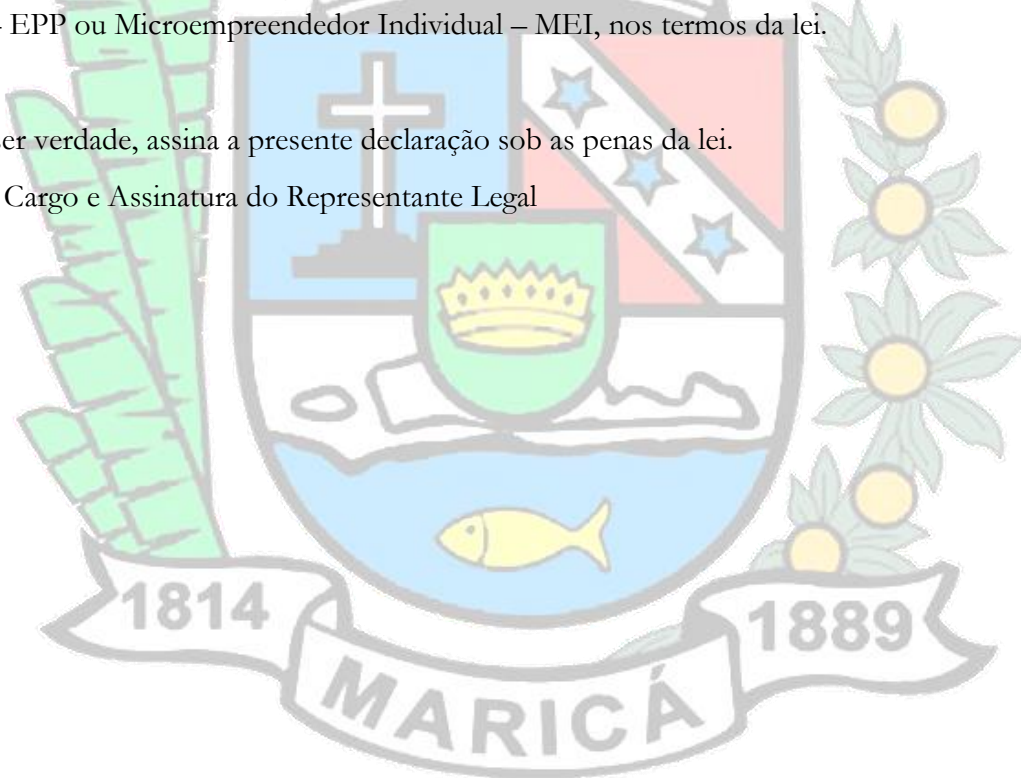 - EPP ou Microempreendedor Individual – MEI, nos termos da lei.
er verdade, assina a presente declaração sob as penas da lei.
Cargo e Assinatura do Representante Legal
1814
1889
MARICÁ